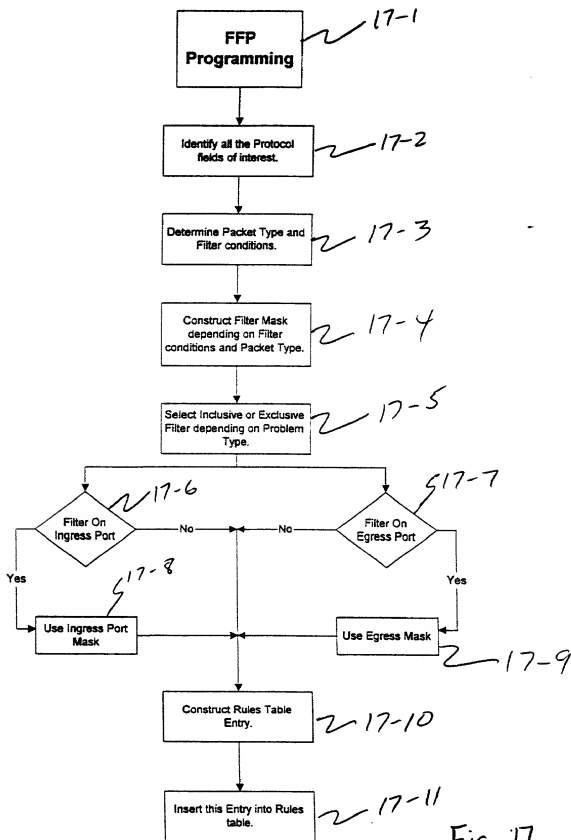 17-1
FFP
Programming
17-2
Identify all the Protocol
fields of interest.
17-3
Determine Packet Type and
Filter conditions.
17-4
Construct Filter Mask
depending on Filter
conditions and Packet Type.
17-5
Select Inclusive or Exclusive
Filter depending on Problem
Type.
17-6
17-7
Filter On
Ingress Port
No
No
Filter On
Egress Port
Yes
Yes
17-8
Use Ingress Port
Mask
Use Egress Mask
17-9
Construct Rules Table
Entry.
17-10
Insert this Entry into Rules
table.
17-11
Fig. 17